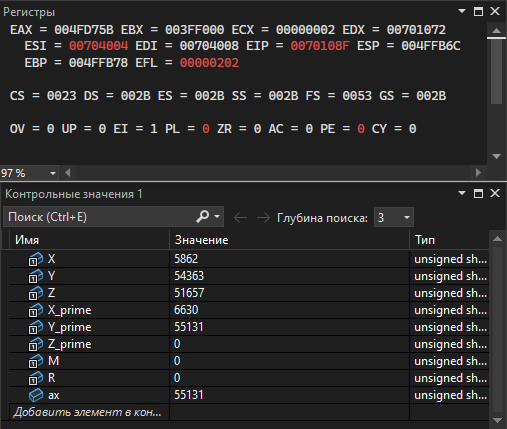 Регистры
EAX = 004FD75B EBX = 003FF000 ECX = 00000002 EDX = 00701072
ESI = 00704004 EDI = 00704008 EIP = 0070108F ESP = 004FFB6C
EBP = 004FFB78 EFL = 00000202
CS = 0023 DS = 002B ES = 002B SS = 002B FS = 0053 GS = 002B
OV = 0 UP = 0 EI = 1 PL = 0 ZR = 0 AC = 0 PE = 0 CY = 0
97 %
Контрольные значения 1
Поиск (Ctrl+E) Глубина поиска: 3
Имя Значение Тип
X 5862 unsigned sh...
Y 54363 unsigned sh...
Z 51657 unsigned sh...
X_prime 6630 unsigned sh...
Y_prime 55131 unsigned sh...
Z_prime 0 unsigned sh...
M 0 unsigned sh...
R 0 unsigned sh...
ax 55131 unsigned sh...
Добавить элемент в кон...